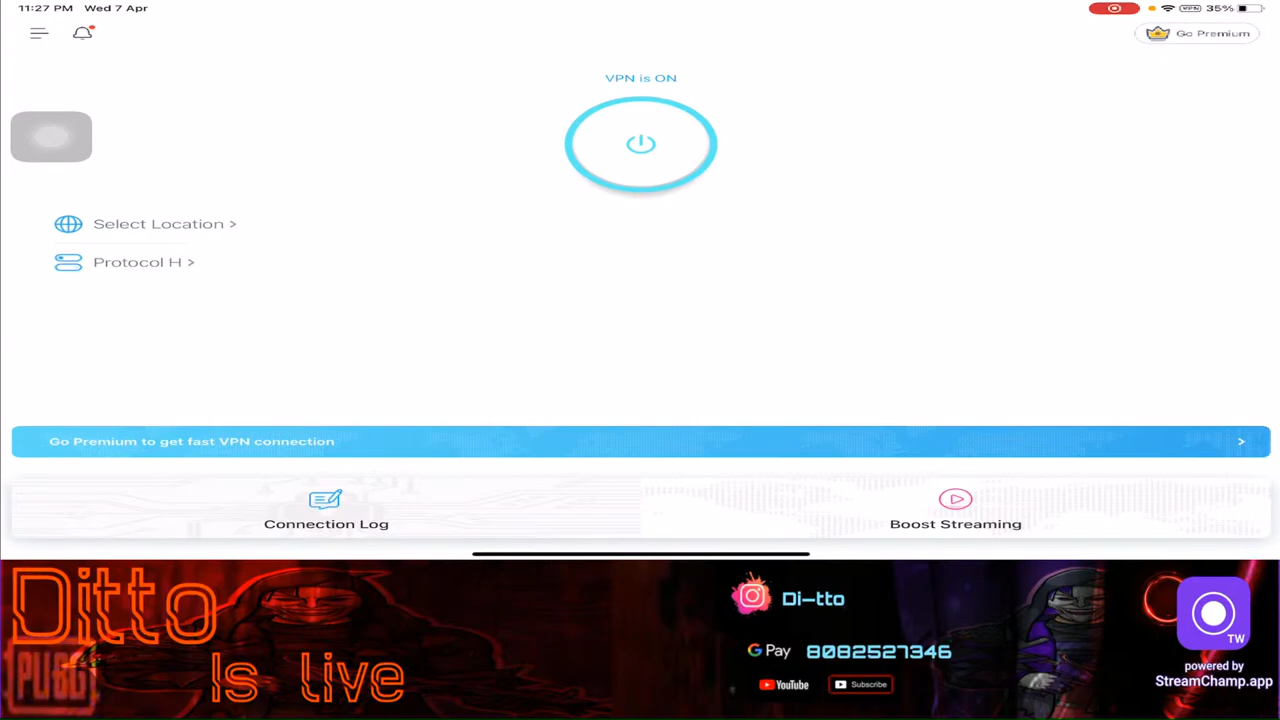 11:27 PM Wed 7 Apr
VPN 35%
Go Premium
VPN is ON
Select Location >
Protocol H >
Go Premium to get fast VPN connection >
Connection Log
Boost Streaming
Ditto
Is live
PUBG
Di-tto
G Pay 8082527346
YouTube
Subscribe
TW
powered by
StreamChamp.app